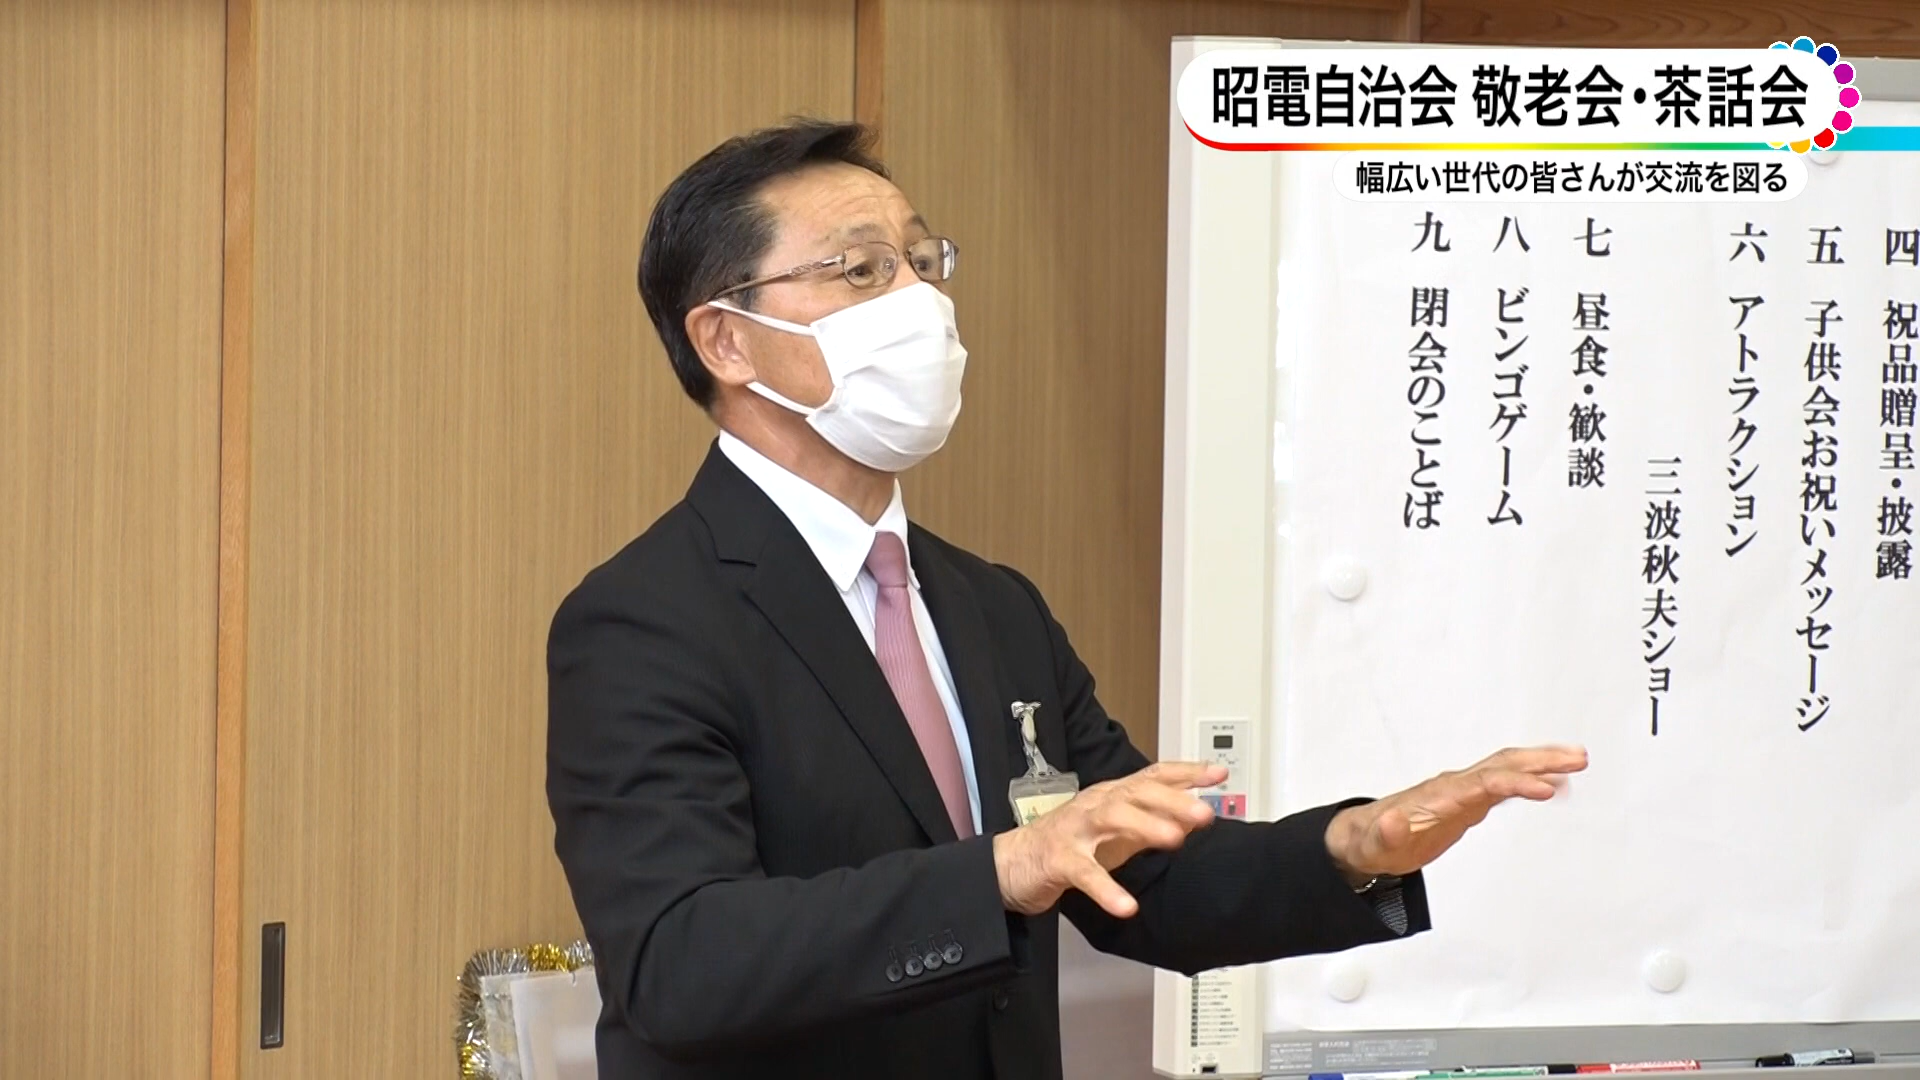 昭電自治会 敬老会・茶話会
幅広い世代の皆さんが交流を図る
四 祝品贈呈・披露
五 子供会お祝いメッセージ
六 アトラクション
三波秋夫ショー
七 昼食・歓談
八 ビンゴゲーム
九 閉会のことば